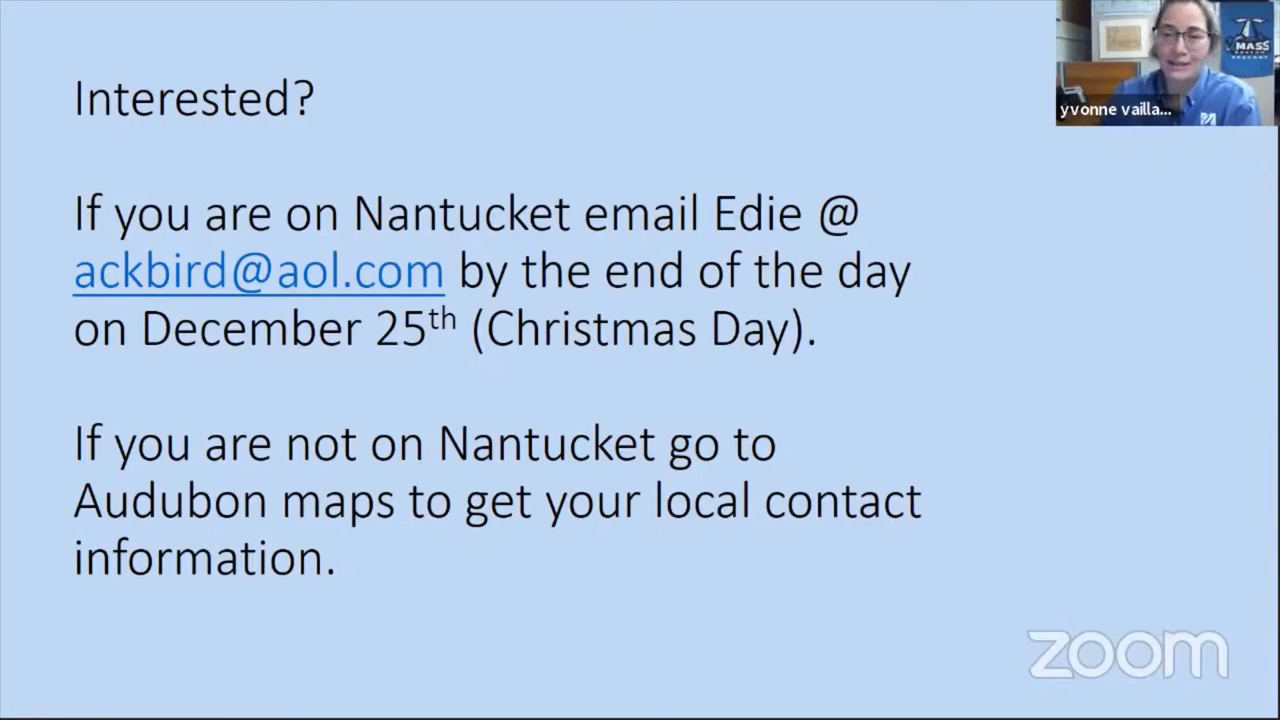 Interested?
If you are on Nantucket email Edie @
ackbird@aol.com by the end of the day
on December 25th (Christmas Day).
If you are not on Nantucket go to
Audubon maps to get your local contact
information.
yvonne vailla...
MASS
zoom